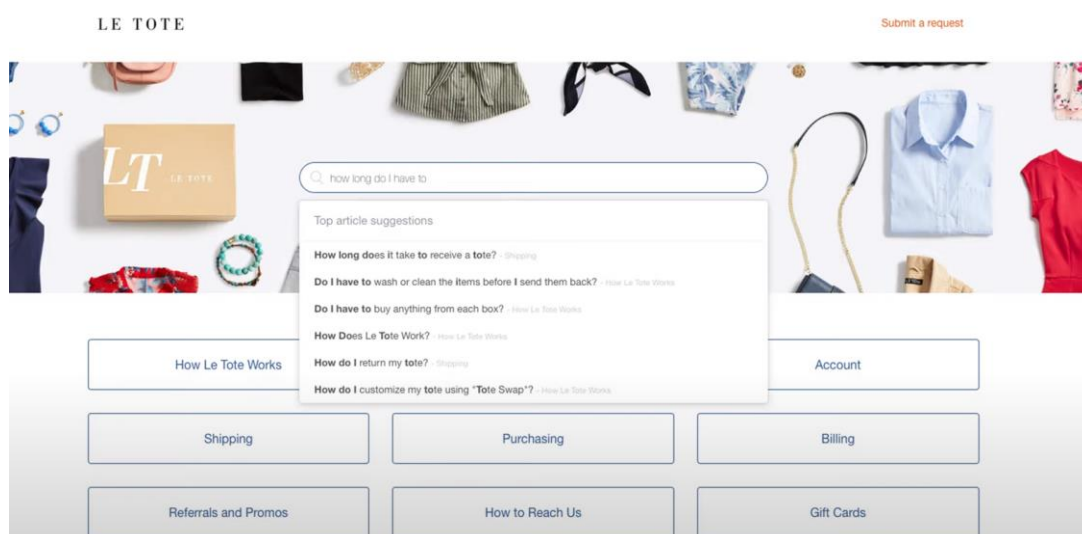 LE TOTE
Submit a request
LT LE TOTE
how long do I have to
Top article suggestions
How long does it take to receive a tote? - Shipping
Do I have to wash or clean the items before I send them back? - How Le Tote Works
Do I have to buy anything from each box? - How Le Tote Works
How Does Le Tote Work? - How Le Tote Works
How do I return my tote? - Shipping
How do I customize my tote using "Tote Swap"? - How Le Tote Works
How Le Tote Works
Account
Shipping
Purchasing
Billing
Referrals and Promos
How to Reach Us
Gift Cards